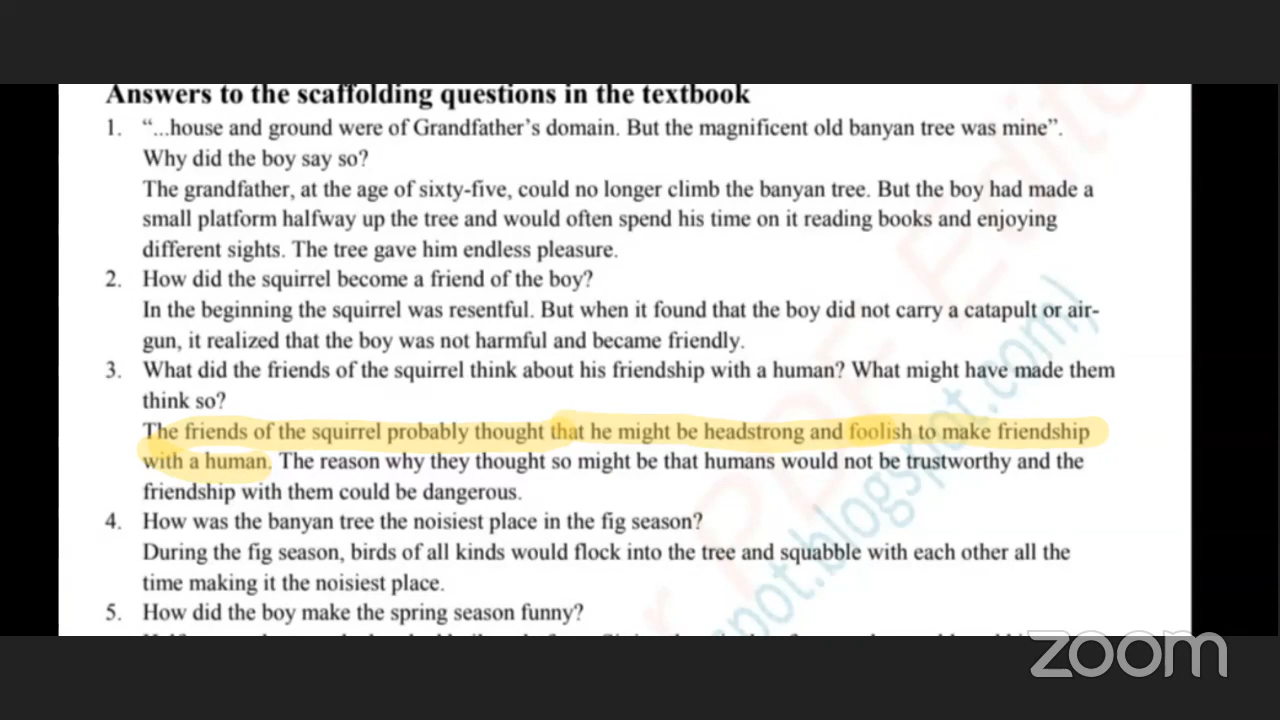 Answers to the scaffolding questions in the textbook
1. “...house and ground were of Grandfather’s domain. But the magnificent old banyan tree was mine”.
Why did the boy say so?
The grandfather, at the age of sixty-five, could no longer climb the banyan tree. But the boy had made a
small platform halfway up the tree and would often spend his time on it reading books and enjoying
different sights. The tree gave him endless pleasure.
2. How did the squirrel become a friend of the boy?
In the beginning the squirrel was resentful. But when it found that the boy did not carry a catapult or air-
gun, it realized that the boy was not harmful and became friendly.
3. What did the friends of the squirrel think about his friendship with a human? What might have made them
think so?
The friends of the squirrel probably thought that he might be headstrong and foolish to make friendship
with a human. The reason why they thought so might be that humans would not be trustworthy and the
friendship with them could be dangerous.
4. How was the banyan tree the noisiest place in the fig season?
During the fig season, birds of all kinds would flock into the tree and squabble with each other all the
time making it the noisiest place.
5. How did the boy make the spring season funny?
PDF Editor
spot.blogspot.com)
zoom